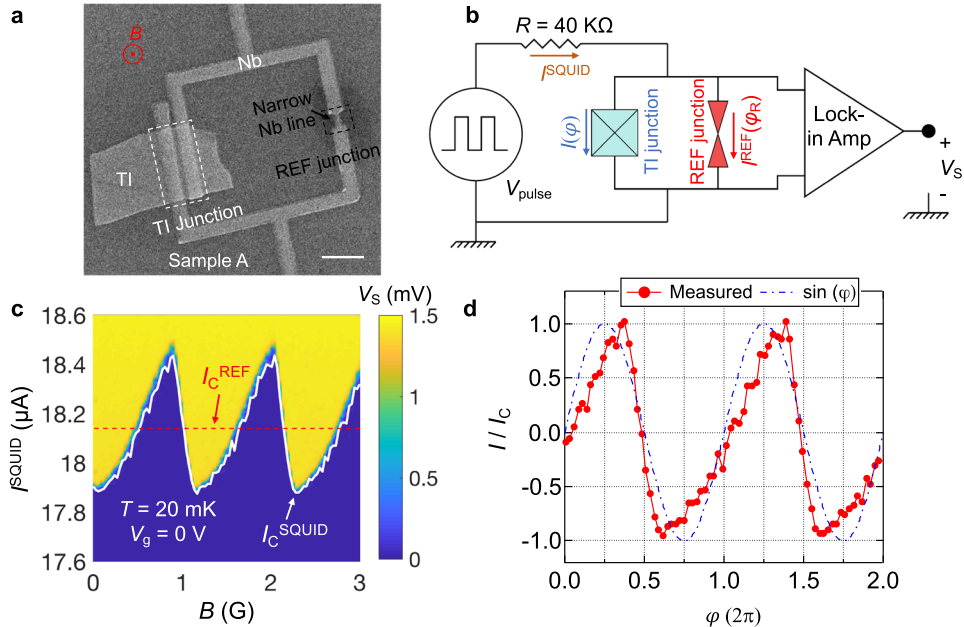 a
B
Nb
Narrow
Nb line
REF junction
TI
TI Junction
Sample A
b
R = 40 KΩ
I^SQUID
V_pulse
I(φ)
TI junction
REF junction
I^REF(φ_R)
Lock-
in Amp
+
V_S
-
c
V_S (mV)
18.6
18.4
18.2
18
17.8
17.6
I^SQUID (μA)
I_C^REF
T = 20 mK
V_g = 0 V
I_C^SQUID
0
1
2
3
B (G)
1.5
1
0.5
0
d
Measured
sin (φ)
1.0
0.5
0.0
-0.5
-1.0
I / I_C
0.0
0.5
1.0
1.5
2.0
φ (2π)